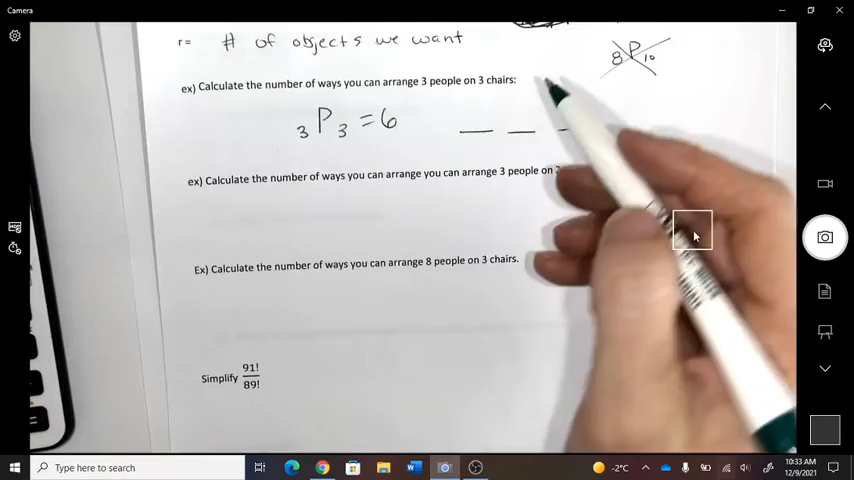 Camera
r= # of objects we want
8P10
ex) Calculate the number of ways you can arrange 3 people on 3 chairs:
3P3 = 6
ex) Calculate the number of ways you can arrange you can arrange 3 people on
Ex) Calculate the number of ways you can arrange 8 people on 3 chairs.
Simplify 91!
89!
Type here to search
-2°C
10:33 AM
12/9/2021